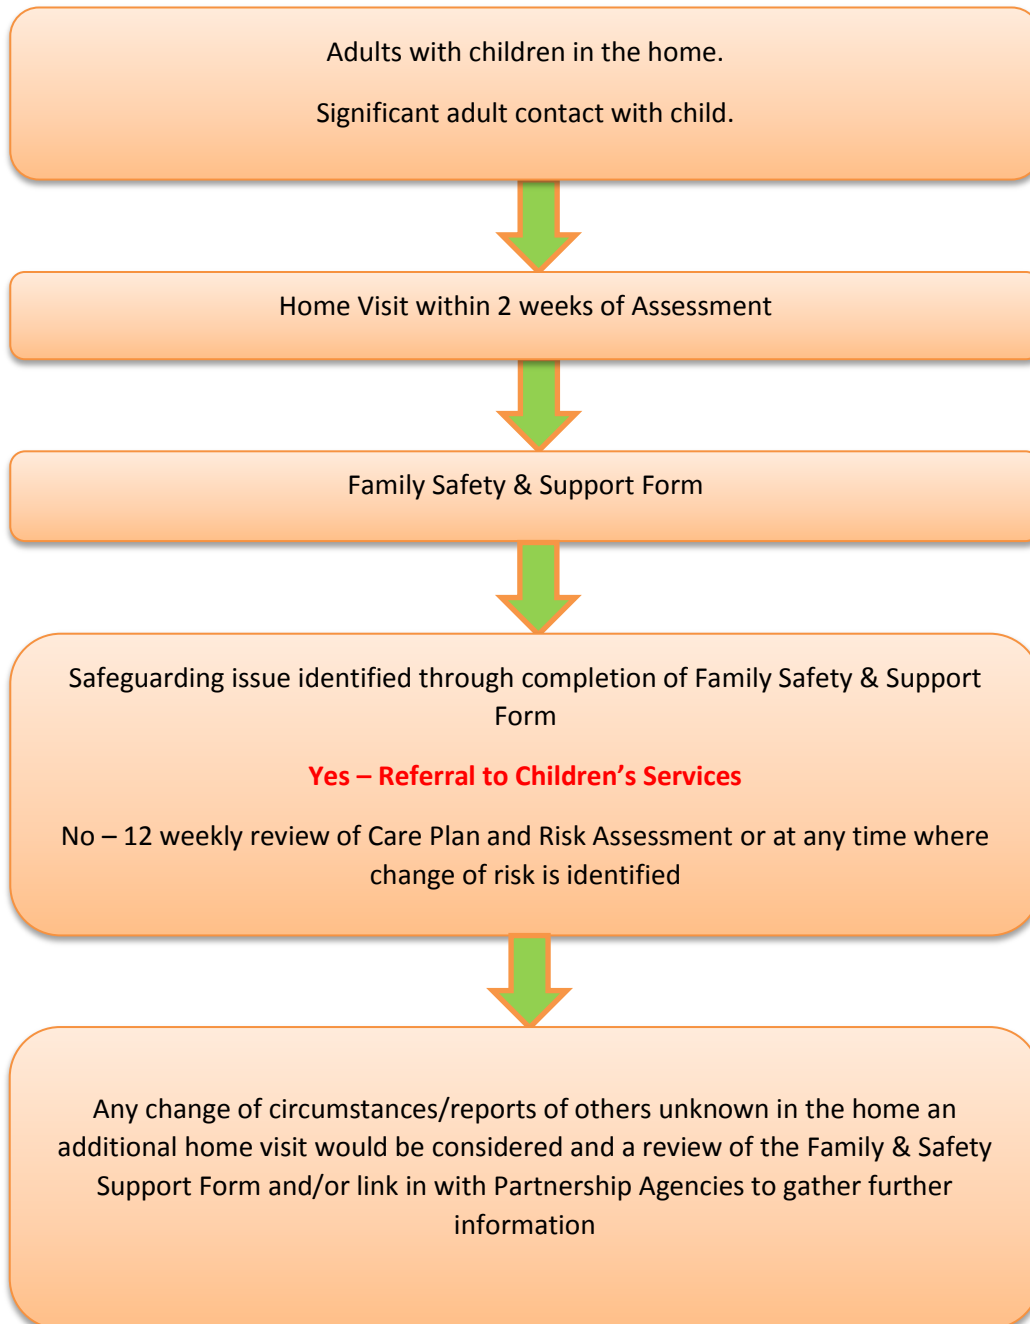 Adults with children in the home.
Significant adult contact with child.
Home Visit within 2 weeks of Assessment
Family Safety & Support Form
Safeguarding issue identified through completion of Family Safety & Support
Form
Yes – Referral to Children’s Services
No – 12 weekly review of Care Plan and Risk Assessment or at any time where
change of risk is identified
Any change of circumstances/reports of others unknown in the home an
additional home visit would be considered and a review of the Family & Safety
Support Form and/or link in with Partnership Agencies to gather further
information